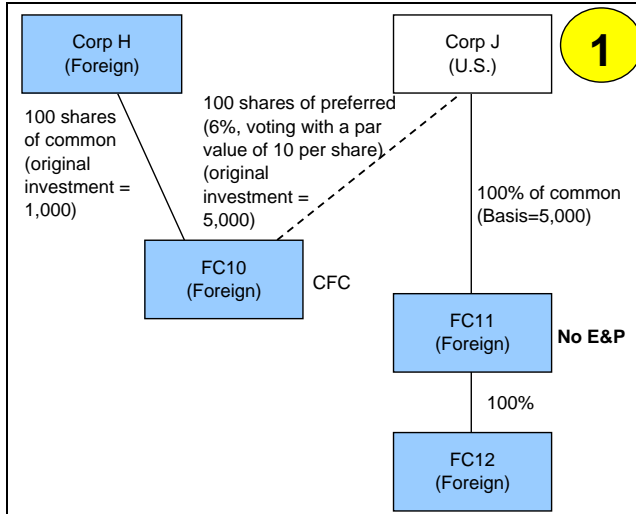 Corp H
(Foreign)
Corp J
(U.S.)
1
100 shares
of common
(original
investment =
1,000)
100 shares of preferred
(6%, voting with a par
value of 10 per share)
(original
investment =
5,000)
100% of common
(Basis=5,000)
FC10
(Foreign)
CFC
FC11
(Foreign)
No E&P
100%
FC12
(Foreign)